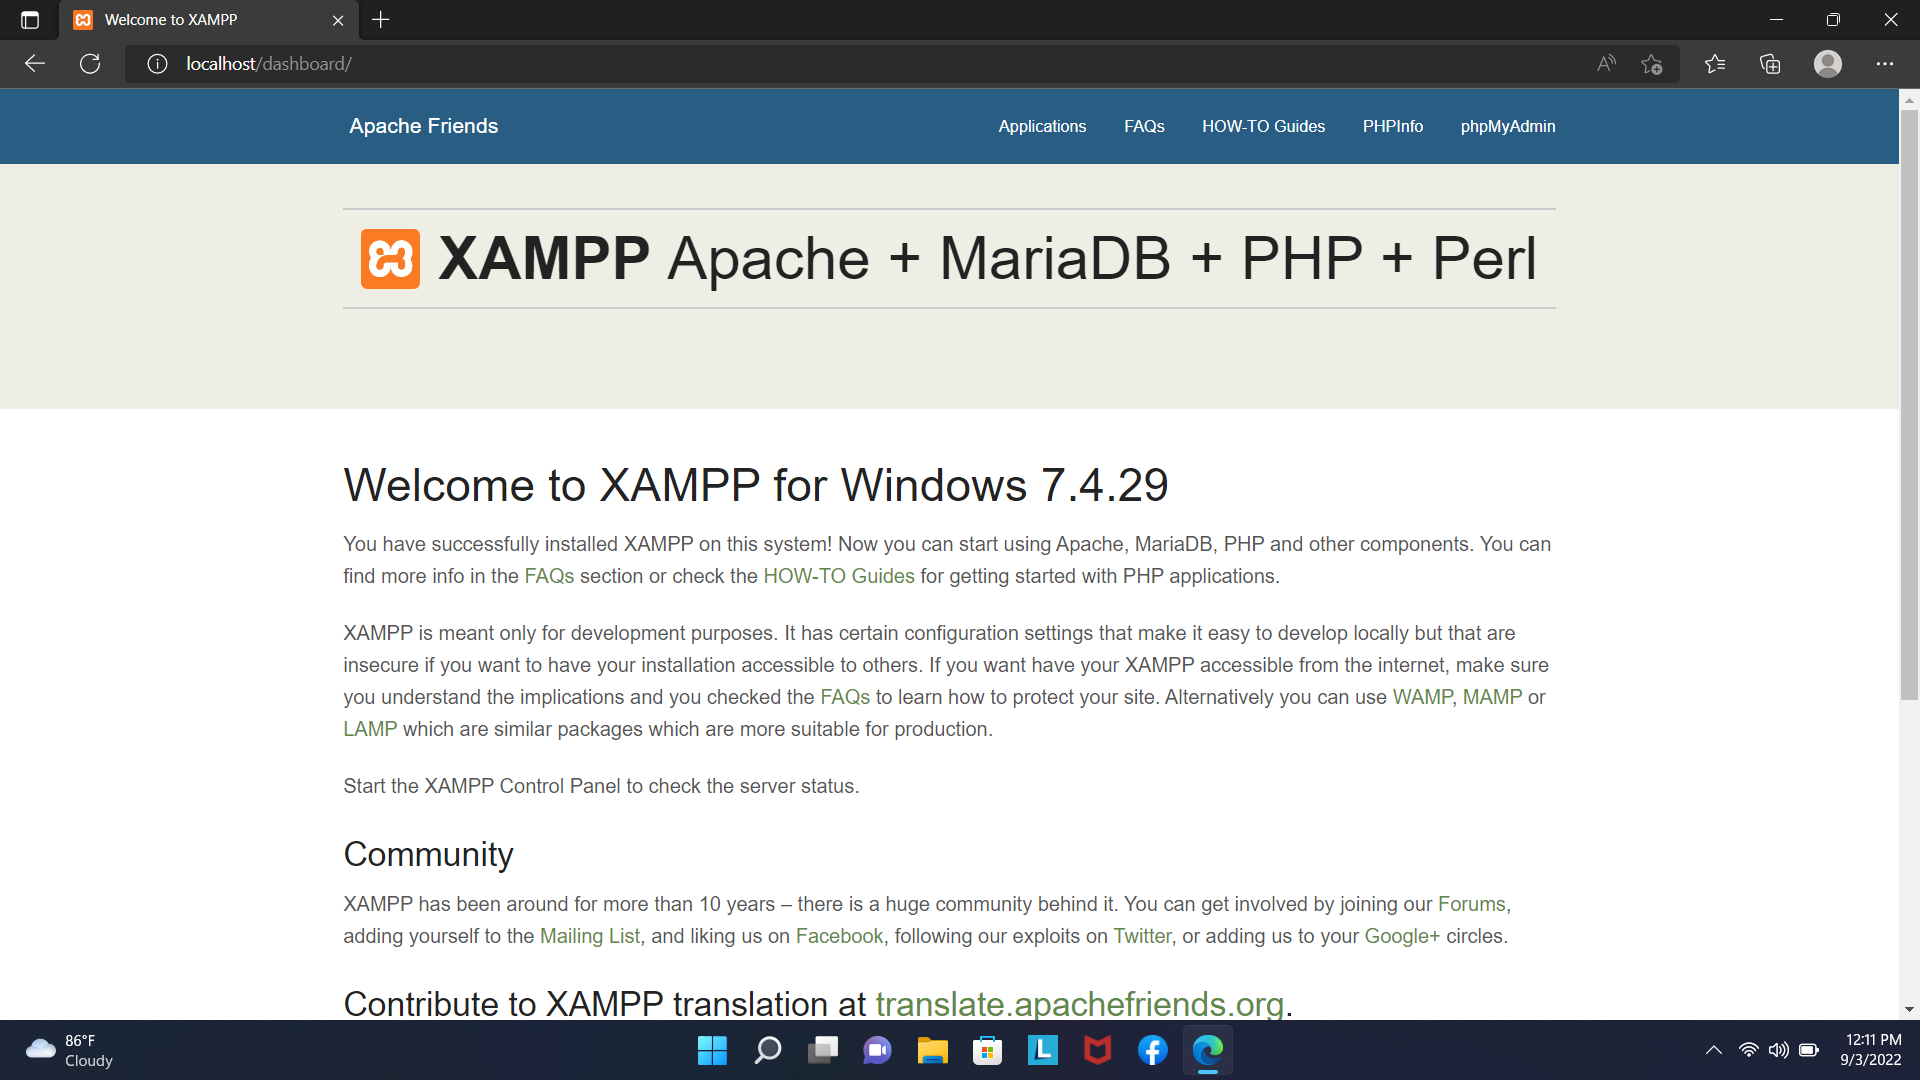 Welcome to XAMPP
localhost/dashboard/
Apache Friends
Applications FAQs HOW-TO Guides PHPInfo phpMyAdmin
XAMPP Apache + MariaDB + PHP + Perl
Welcome to XAMPP for Windows 7.4.29
You have successfully installed XAMPP on this system! Now you can start using Apache, MariaDB, PHP and other components. You can
find more info in the FAQs section or check the HOW-TO Guides for getting started with PHP applications.
XAMPP is meant only for development purposes. It has certain configuration settings that make it easy to develop locally but that are
insecure if you want to have your installation accessible to others. If you want have your XAMPP accessible from the internet, make sure
you understand the implications and you checked the FAQs to learn how to protect your site. Alternatively you can use WAMP, MAMP or
LAMP which are similar packages which are more suitable for production.
Start the XAMPP Control Panel to check the server status.
Community
XAMPP has been around for more than 10 years – there is a huge community behind it. You can get involved by joining our Forums,
adding yourself to the Mailing List, and liking us on Facebook, following our exploits on Twitter, or adding us to your Google+ circles.
Contribute to XAMPP translation at translate.apachefriends.org.
86°F
Cloudy
12:11 PM
9/3/2022